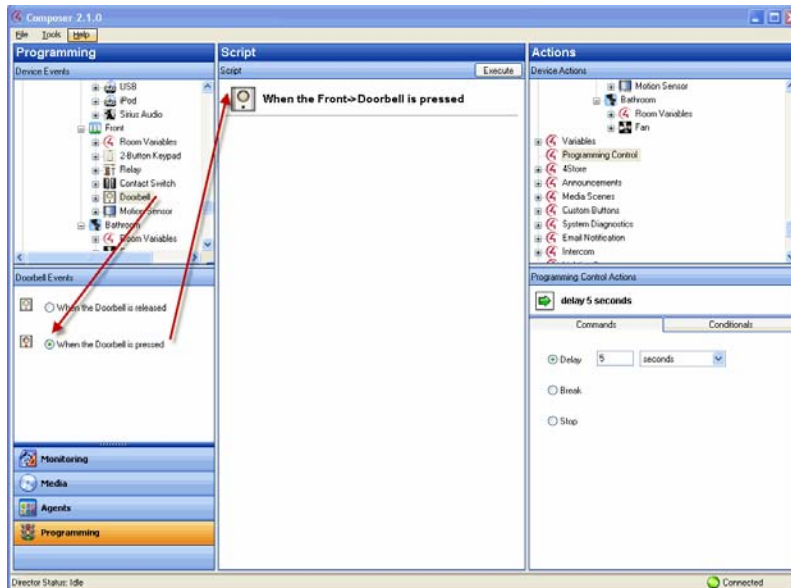 Composer 2.1.0
File Tools Help
Programming
Device Events
USB
iPod
Sirius Audio
Front
Room Variables
2-Button Keypad
Relay
Contact Switch
Doorbell
Motion Sensor
Bathroom
Room Variables
Doorbell Events
When the Doorbell is released
When the Doorbell is pressed
Monitoring
Media
Agents
Programming
Script
Script Execute
When the Front->Doorbell is pressed
Actions
Device Actions
Motion Sensor
Bathroom
Room Variables
Fan
Variables
Programming Control
4Store
Announcements
Media Scenes
Custom Buttons
System Diagnostics
Email Notification
Intercom
Programming Control Actions
delay 5 seconds
Commands Conditionals
Delay 5 seconds
Break
Stop
Director Status: Idle Connected